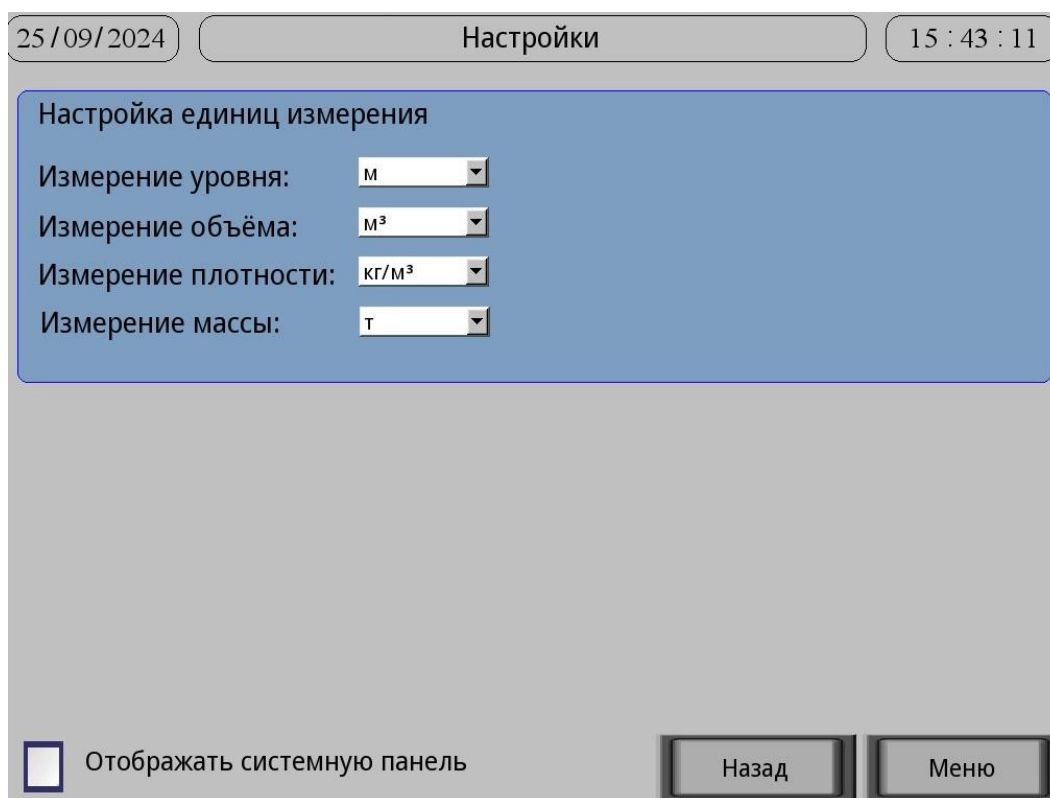 25/09/2024 Настройки 15:43:11
Настройка единиц измерения
Измерение уровня: м
Измерение объёма: м³
Измерение плотности: кг/м³
Измерение массы: т
Отображать системную панель Назад Меню